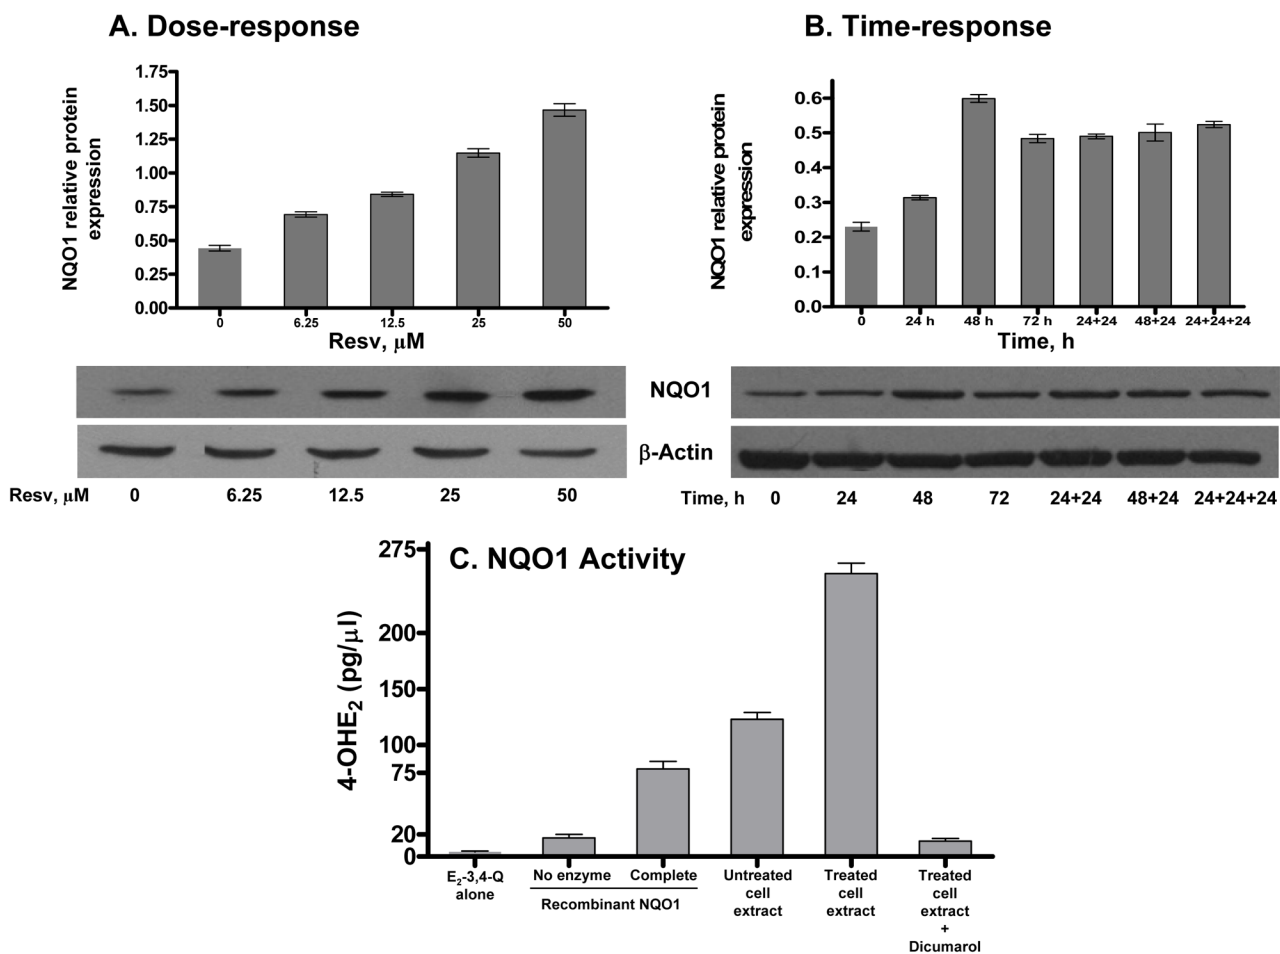 A. Dose-response
NQO1 relative protein
expression
1.75
1.50
1.25
1.00
0.75
0.50
0.25
0.00
0 6.25 12.5 25 50
Resv, μM
B. Time-response
NQO1 relative protein
expression
0.6
0.5
0.4
0.3
0.2
0.1
0.0
0 24 h 48 h 72 h 24+24 48+24 24+24+24
Time, h
NQO1
β-Actin
Resv, μM 0 6.25 12.5 25 50
Time, h 0 24 48 72 24+24 48+24 24+24+24
C. NQO1 Activity
4-OHE₂ (pg/μl)
275
200
150
100
75
20
0
E₂-3,4-Q
alone
No enzyme Complete
Recombinant NQO1
Untreated
cell
extract
Treated
cell
extract
Treated
cell
extract
+
Dicumarol